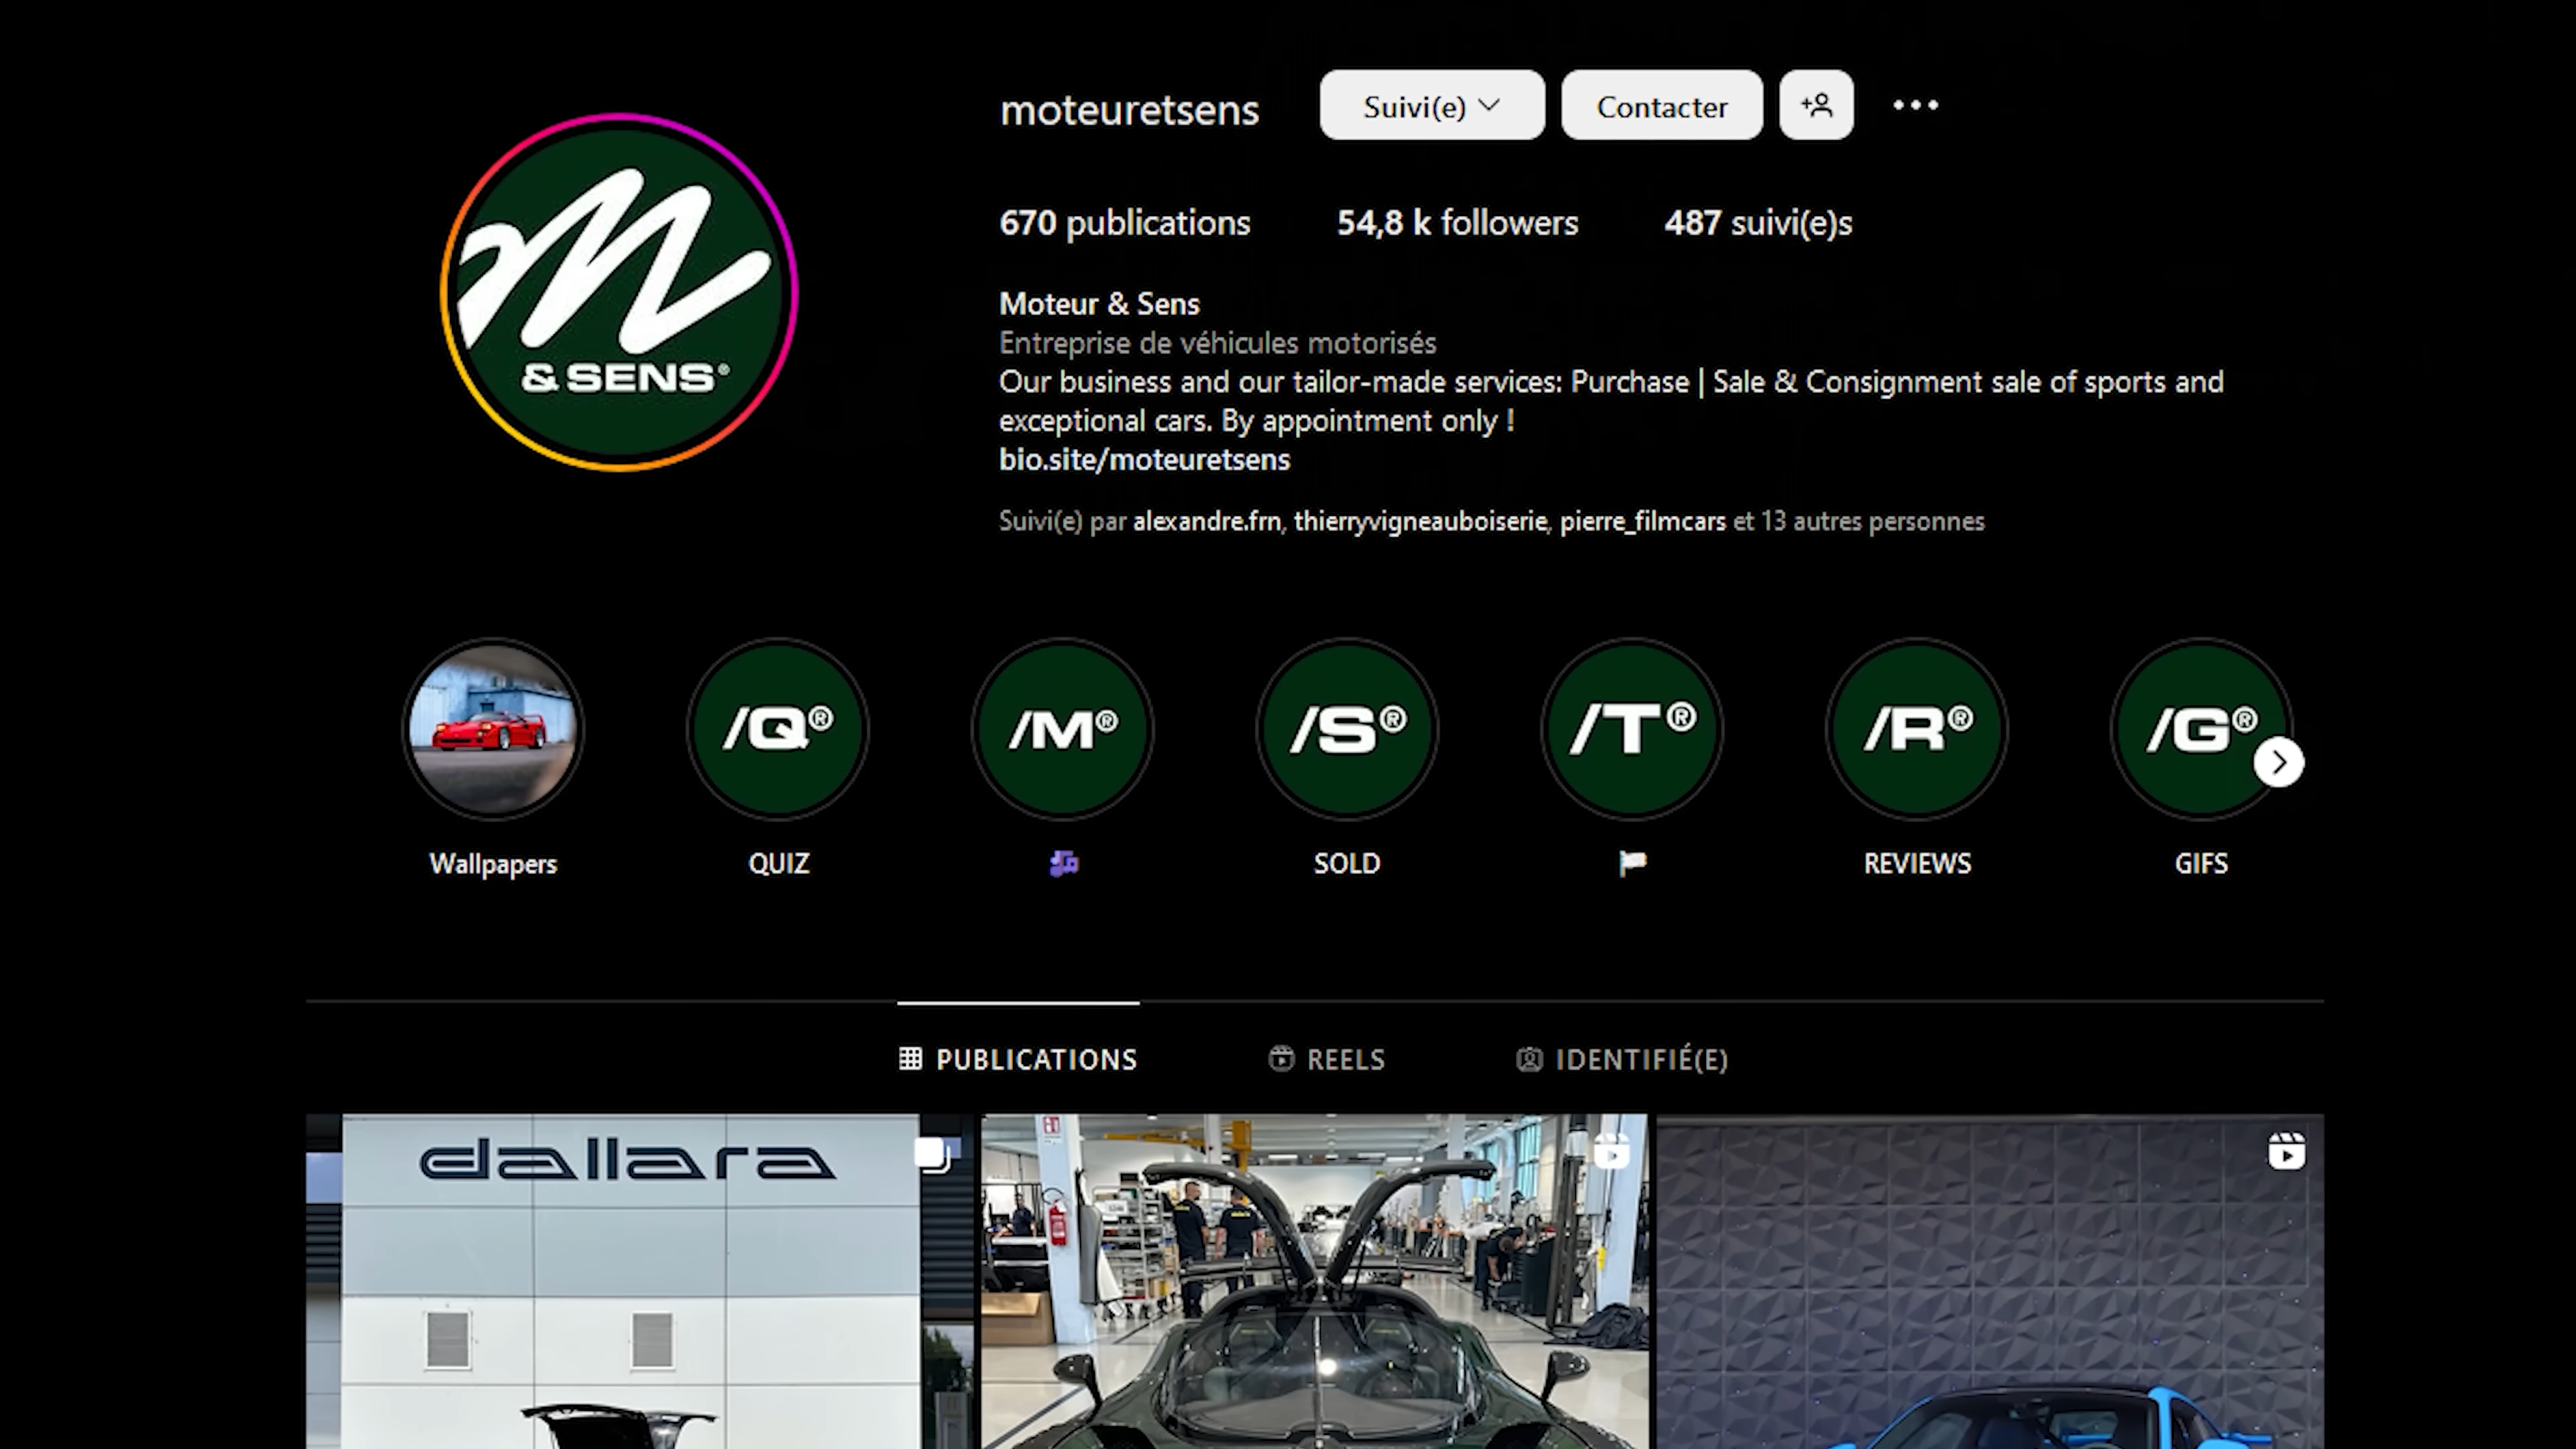 moteuretsens
Suivi(e)
Contacter
670 publications
54,8 k followers
487 suivi(e)s
& SENS®
Moteur & Sens
Entreprise de véhicules motorisés
Our business and our tailor-made services: Purchase | Sale & Consignment sale of sports and
exceptional cars. By appointment only !
bio.site/moteuretsens
Suivi(e) par alexandre.frn, thierryvigneauboiserie, pierre_filmcars et 13 autres personnes
/Q®
/M®
/S®
/T®
/R®
/G®
Wallpapers
QUIZ
SOLD
REVIEWS
GIFS
PUBLICATIONS
REELS
IDENTIFIÉ(E)
dallara